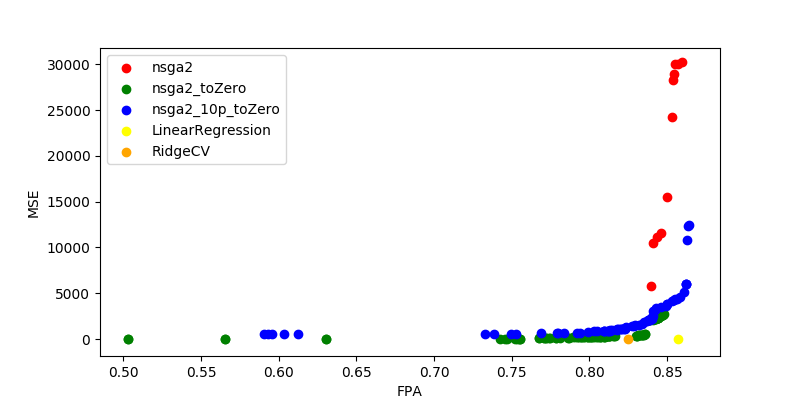 30000
25000
20000
15000
10000
5000
0
MSE
nsga2
nsga2_toZero
nsga2_10p_toZero
LinearRegression
RidgeCV
0.50 0.55 0.60 0.65 0.70 0.75 0.80 0.85
FPA